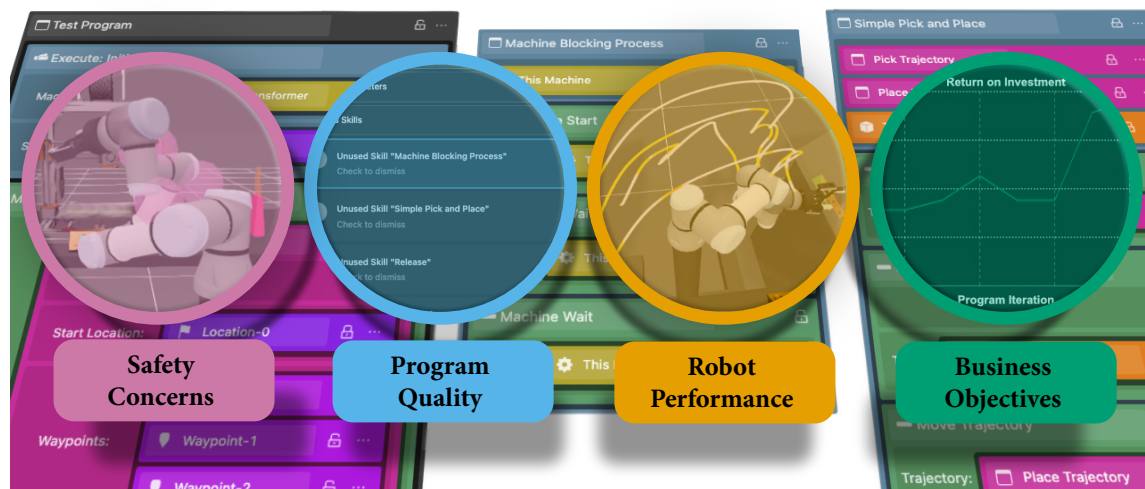 Test Program
Execute:
Start Location:
Location-0
Waypoints:
Waypoint-1
Waypoint-2
Machine Blocking Process
This Machine
Start
Machine Wait
This
Simple Pick and Place
Pick Trajectory
Place
Move Trajectory
Trajectory:
Place Trajectory
Skills
Unused Skill "Machine Blocking Process"
Check to dismiss
Unused Skill "Simple Pick and Place"
Check to dismiss
Unused Skill "Release"
Check to dismiss
Return on Investment
Program Iteration
Safety
Concerns
Program
Quality
Robot
Performance
Business
Objectives